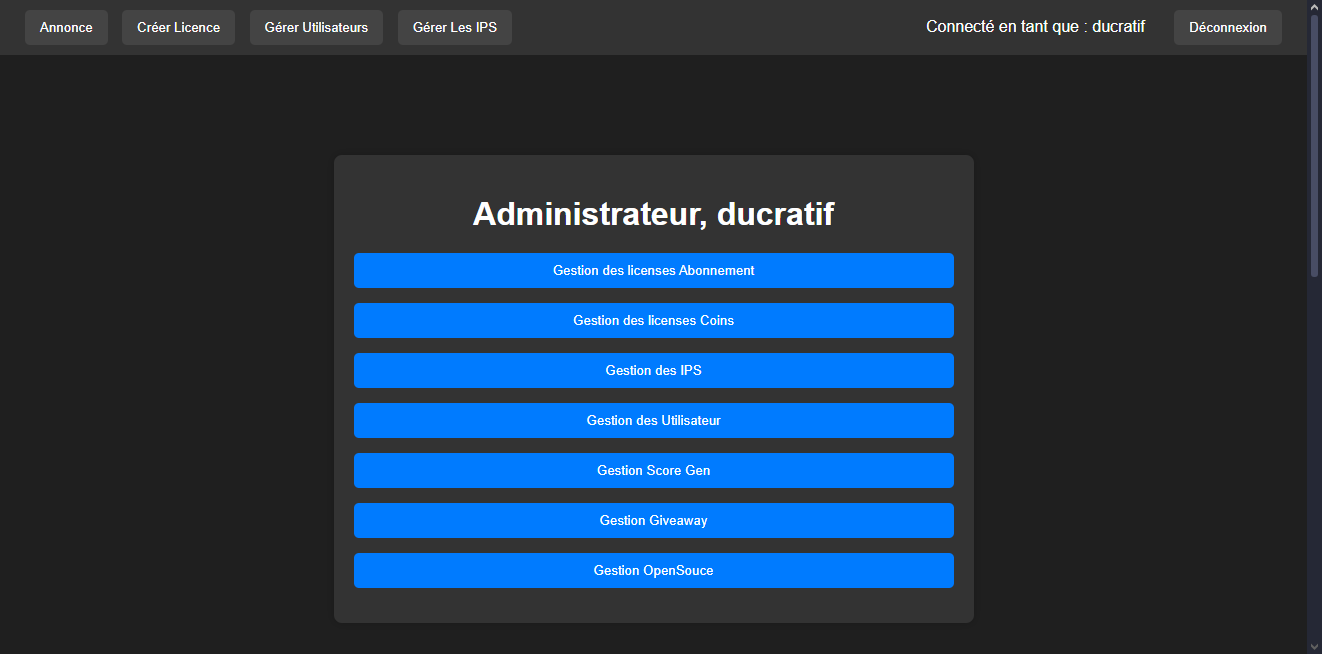 Annonce
Créer Licence
Gérer Utilisateurs
Gérer Les IPS
Connecté en tant que : ducratif
Déconnexion
Administrateur, ducratif
Gestion des licenses Abonnement
Gestion des licenses Coins
Gestion des IPS
Gestion des Utilisateur
Gestion Score Gen
Gestion Giveaway
Gestion OpenSouce